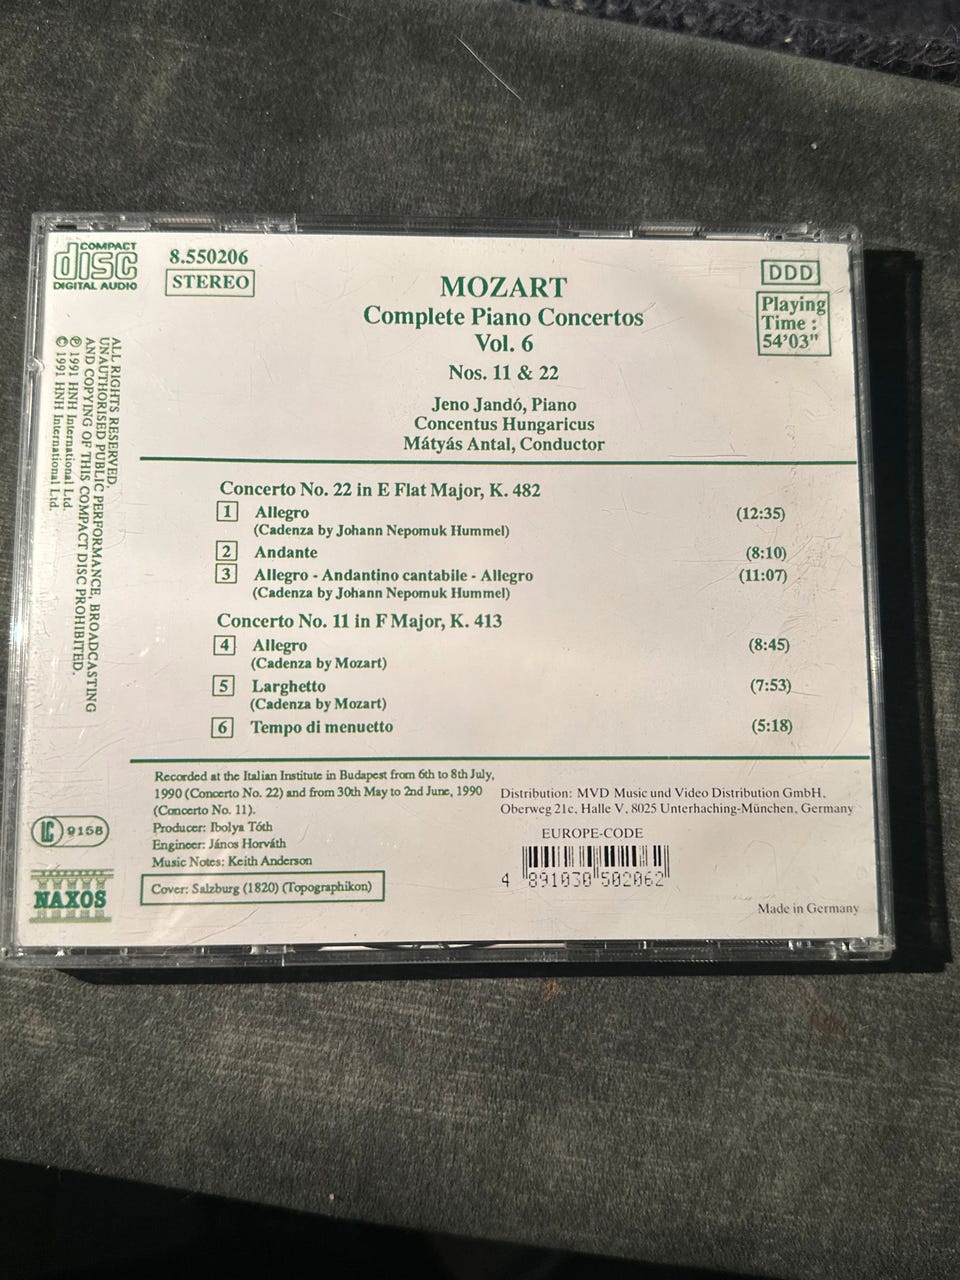 COMPACT
disc
DIGITAL AUDIO
8.550206
STEREO
MOZART
Complete Piano Concertos
Vol. 6
Nos. 11 & 22
Jeno Jandó, Piano
Concentus Hungaricus
Mátyás Antal, Conductor
DDD
Playing
Time :
54'03"
ALL RIGHTS RESERVED.
UNAUTHORISED PUBLIC PERFORMANCE, BROADCASTING
AND COPYING OF THIS COMPACT DISC PROHIBITED.
℗ 1991 HNH International Ltd.
© 1991 HNH International Ltd.
Concerto No. 22 in E Flat Major, K. 482
1 Allegro (12:35)
(Cadenza by Johann Nepomuk Hummel)
2 Andante (8:10)
3 Allegro - Andantino cantabile - Allegro (11:07)
(Cadenza by Johann Nepomuk Hummel)
Concerto No. 11 in F Major, K. 413
4 Allegro (8:45)
(Cadenza by Mozart)
5 Larghetto (7:53)
(Cadenza by Mozart)
6 Tempo di menuetto (5:18)
Recorded at the Italian Institute in Budapest from 6th to 8th July,
1990 (Concerto No. 22) and from 30th May to 2nd June, 1990
(Concerto No. 11).
Producer: Ibolya Tóth
Engineer: János Horváth
Music Notes: Keith Anderson
Cover: Salzburg (1820) (Topographikon)
LC 9158
NAXOS
Distribution: MVD Music und Video Distribution GmbH,
Oberweg 21c, Halle V, 8025 Unterhaching-München, Germany
EUROPE-CODE
4 891030 502062
Made in Germany